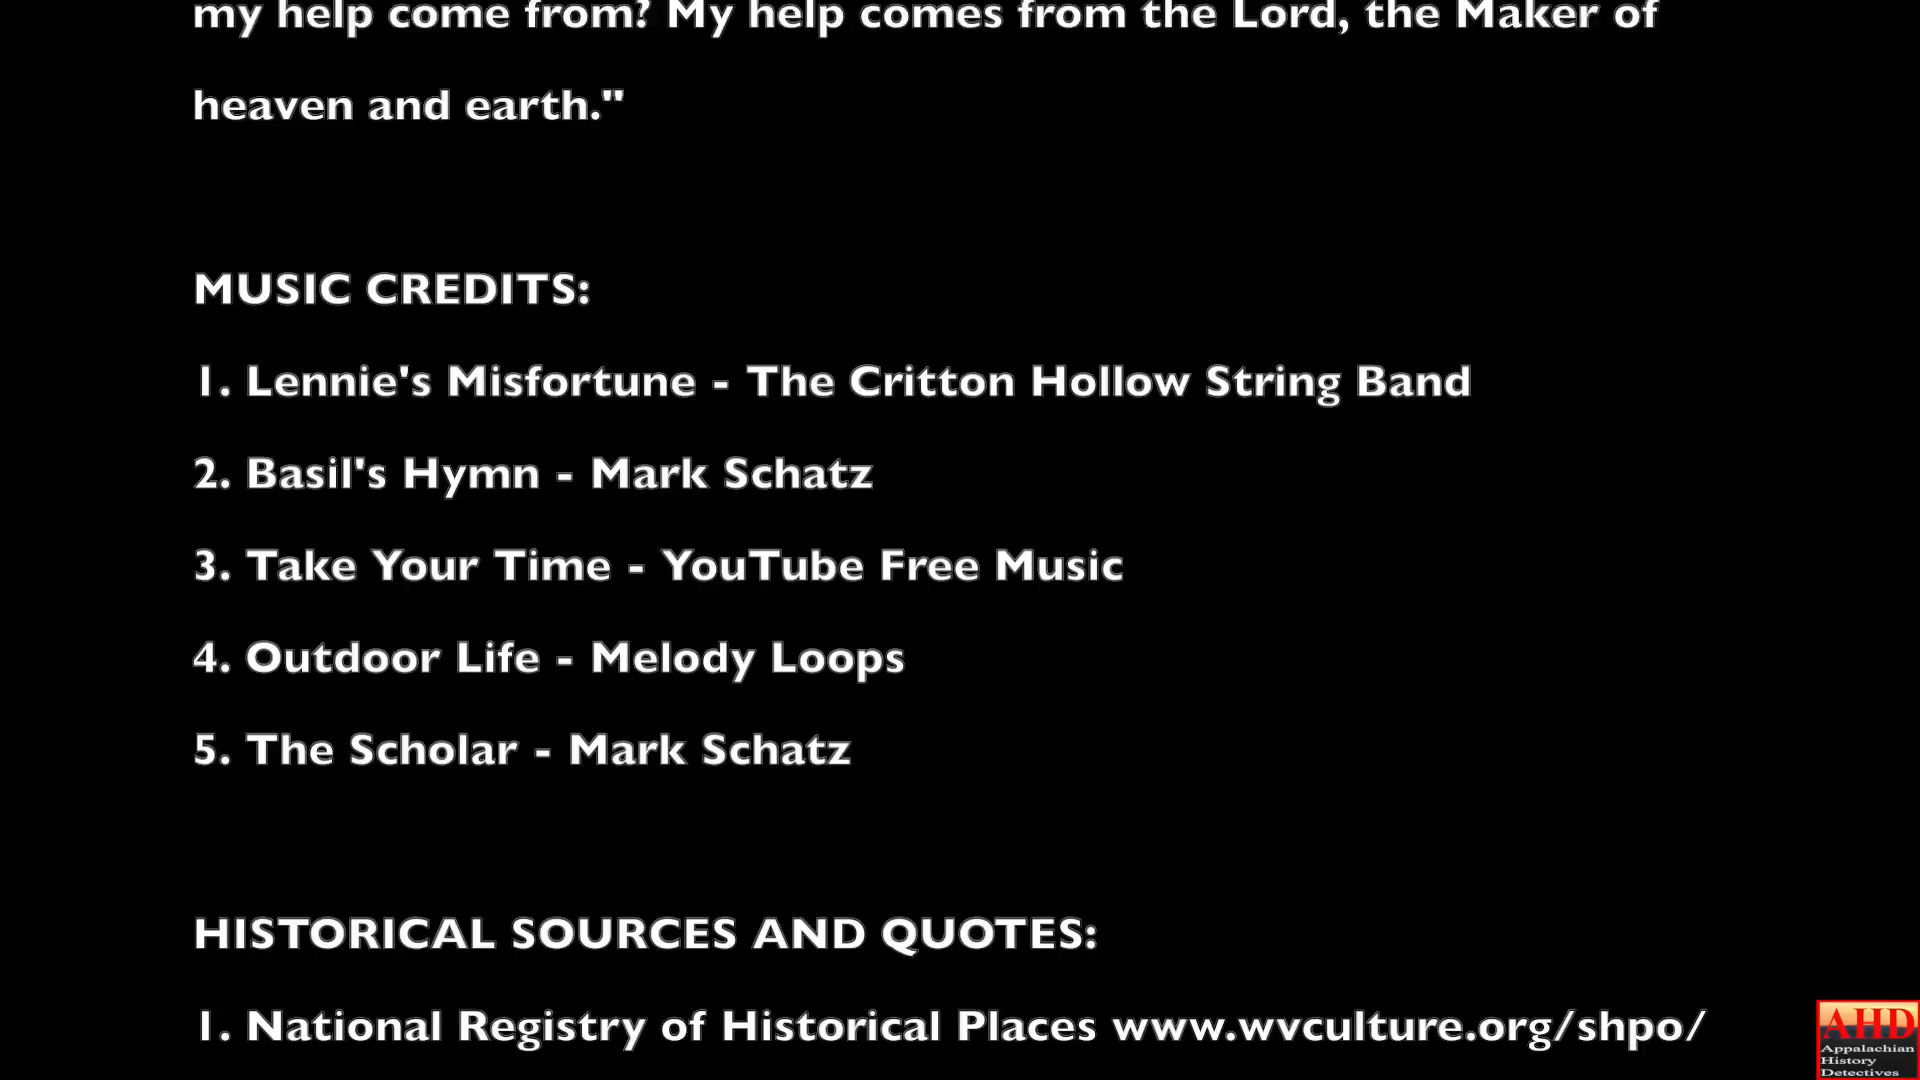 my help come from? My help comes from the Lord, the Maker of
heaven and earth."
MUSIC CREDITS:
1. Lennie's Misfortune - The Critton Hollow String Band
2. Basil's Hymn - Mark Schatz
3. Take Your Time - YouTube Free Music
4. Outdoor Life - Melody Loops
5. The Scholar - Mark Schatz
HISTORICAL SOURCES AND QUOTES:
1. National Registry of Historical Places www.wvculture.org/shpo/
AHD
Appalachian
History
Detectives